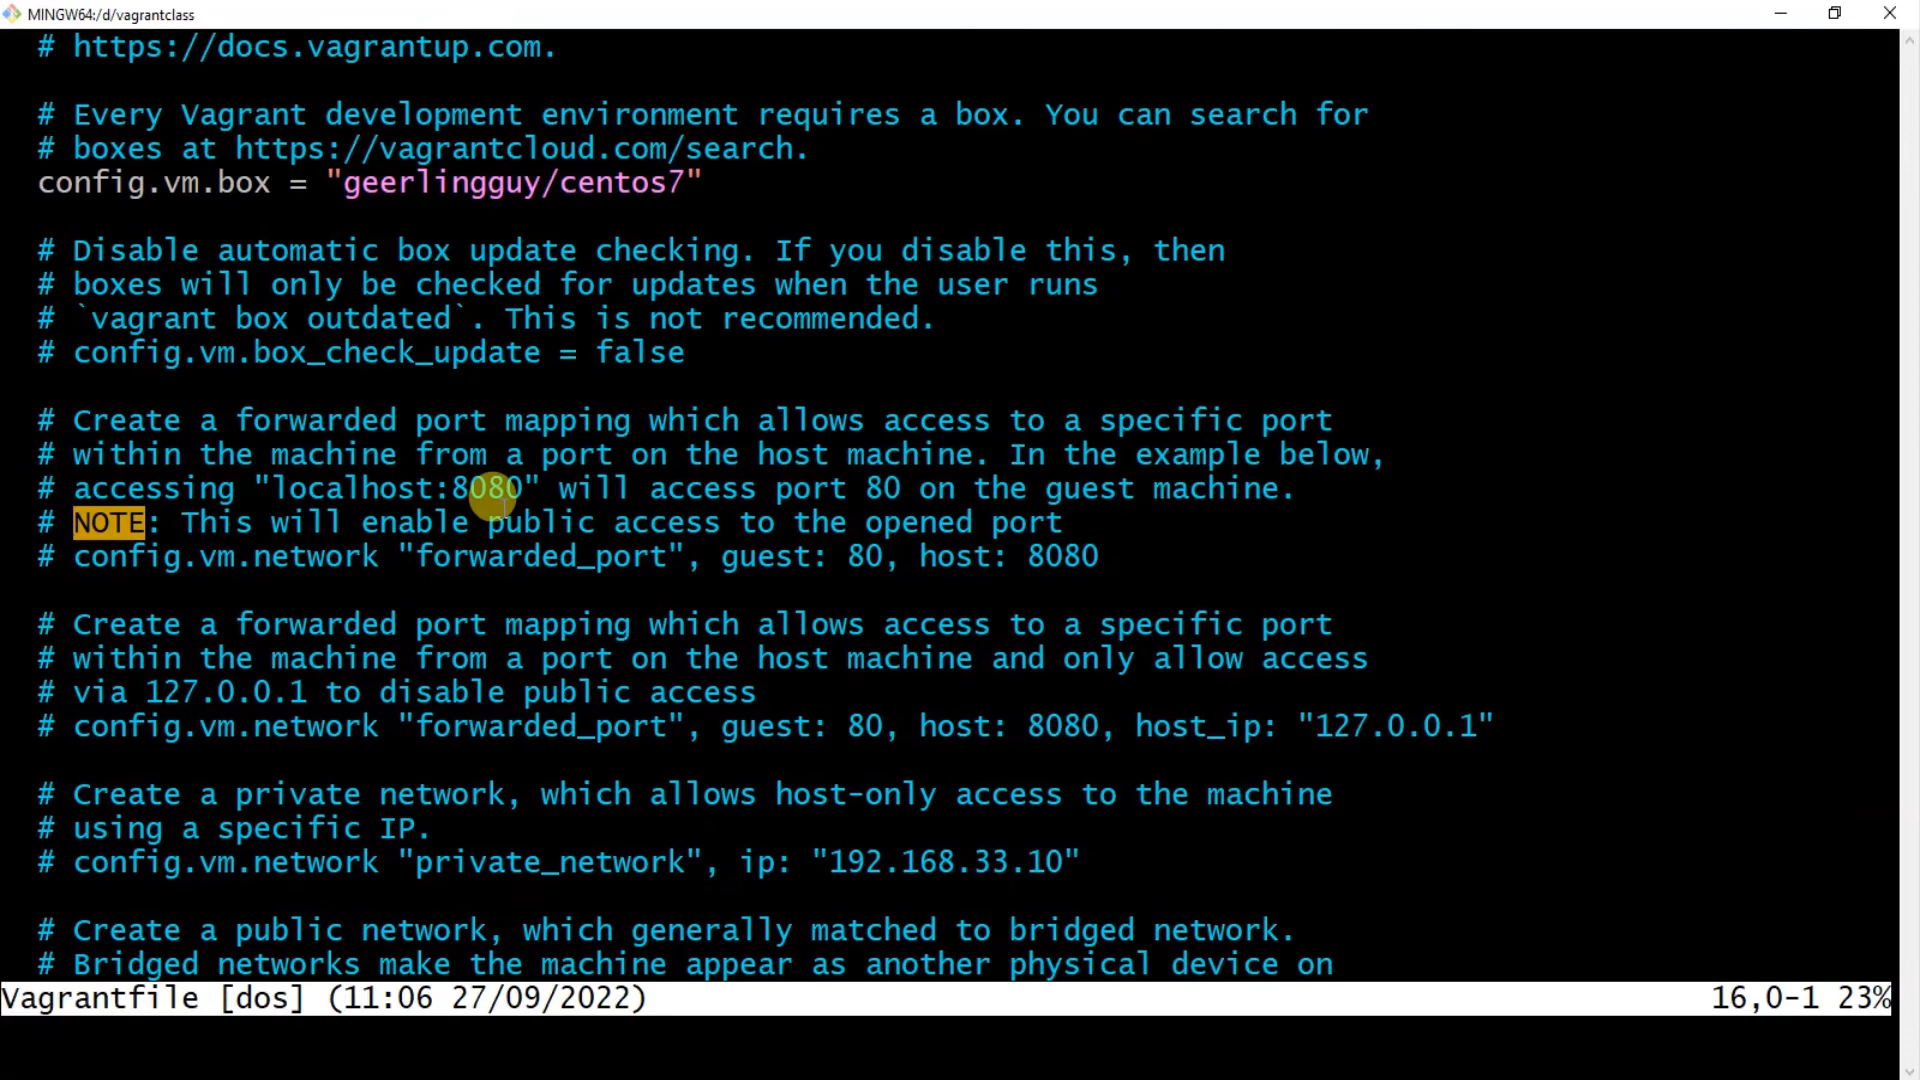 MINGW64:/d/vagrantclass
# https://docs.vagrantup.com.
# Every Vagrant development environment requires a box. You can search for
# boxes at https://vagrantcloud.com/search.
config.vm.box = "geerlingguy/centos7"
# Disable automatic box update checking. If you disable this, then
# boxes will only be checked for updates when the user runs
# `vagrant box outdated`. This is not recommended.
# config.vm.box_check_update = false
# Create a forwarded port mapping which allows access to a specific port
# within the machine from a port on the host machine. In the example below,
# accessing "localhost:8080" will access port 80 on the guest machine.
# NOTE: This will enable public access to the opened port
# config.vm.network "forwarded_port", guest: 80, host: 8080
# Create a forwarded port mapping which allows access to a specific port
# within the machine from a port on the host machine and only allow access
# via 127.0.0.1 to disable public access
# config.vm.network "forwarded_port", guest: 80, host: 8080, host_ip: "127.0.0.1"
# Create a private network, which allows host-only access to the machine
# using a specific IP.
# config.vm.network "private_network", ip: "192.168.33.10"
# Create a public network, which generally matched to bridged network.
# Bridged networks make the machine appear as another physical device on
Vagrantfile [dos] (11:06 27/09/2022) 16,0-1 23%